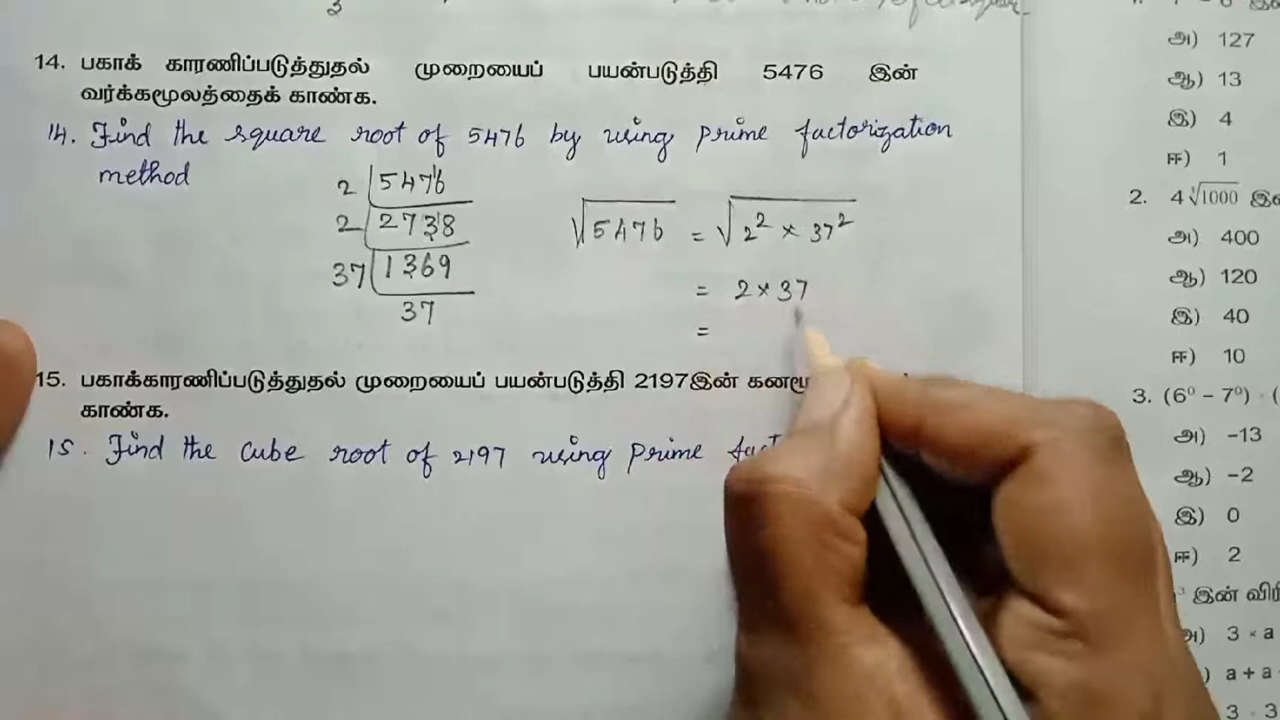 3
14. பகாக் காரணிப்படுத்துதல் முறையைப் பயன்படுத்தி 5476 இன்
வர்க்கமூலத்தைக் காண்க.
14. Find the square root of 5476 by using prime factorization
method
2 5476
2 2738
37 1369
37
√5476 = √2² × 37²
= 2 × 37
=
15. பகாக்காரணிப்படுத்துதல் முறையைப் பயன்படுத்தி 2197இன்
காண்க.
15. Find the cube root of 2197 using prime
அ) 127
ஆ) 13
இ) 4
ஈ) 1
2. 4∛1000
அ) 400
ஆ) 120
இ) 40
ஈ) 10
3. (6⁰ – 7⁰)
அ) –13
ஆ) –2
இ) 0
ஈ) 2
இன்
அ) 3 × a
) a + a
3